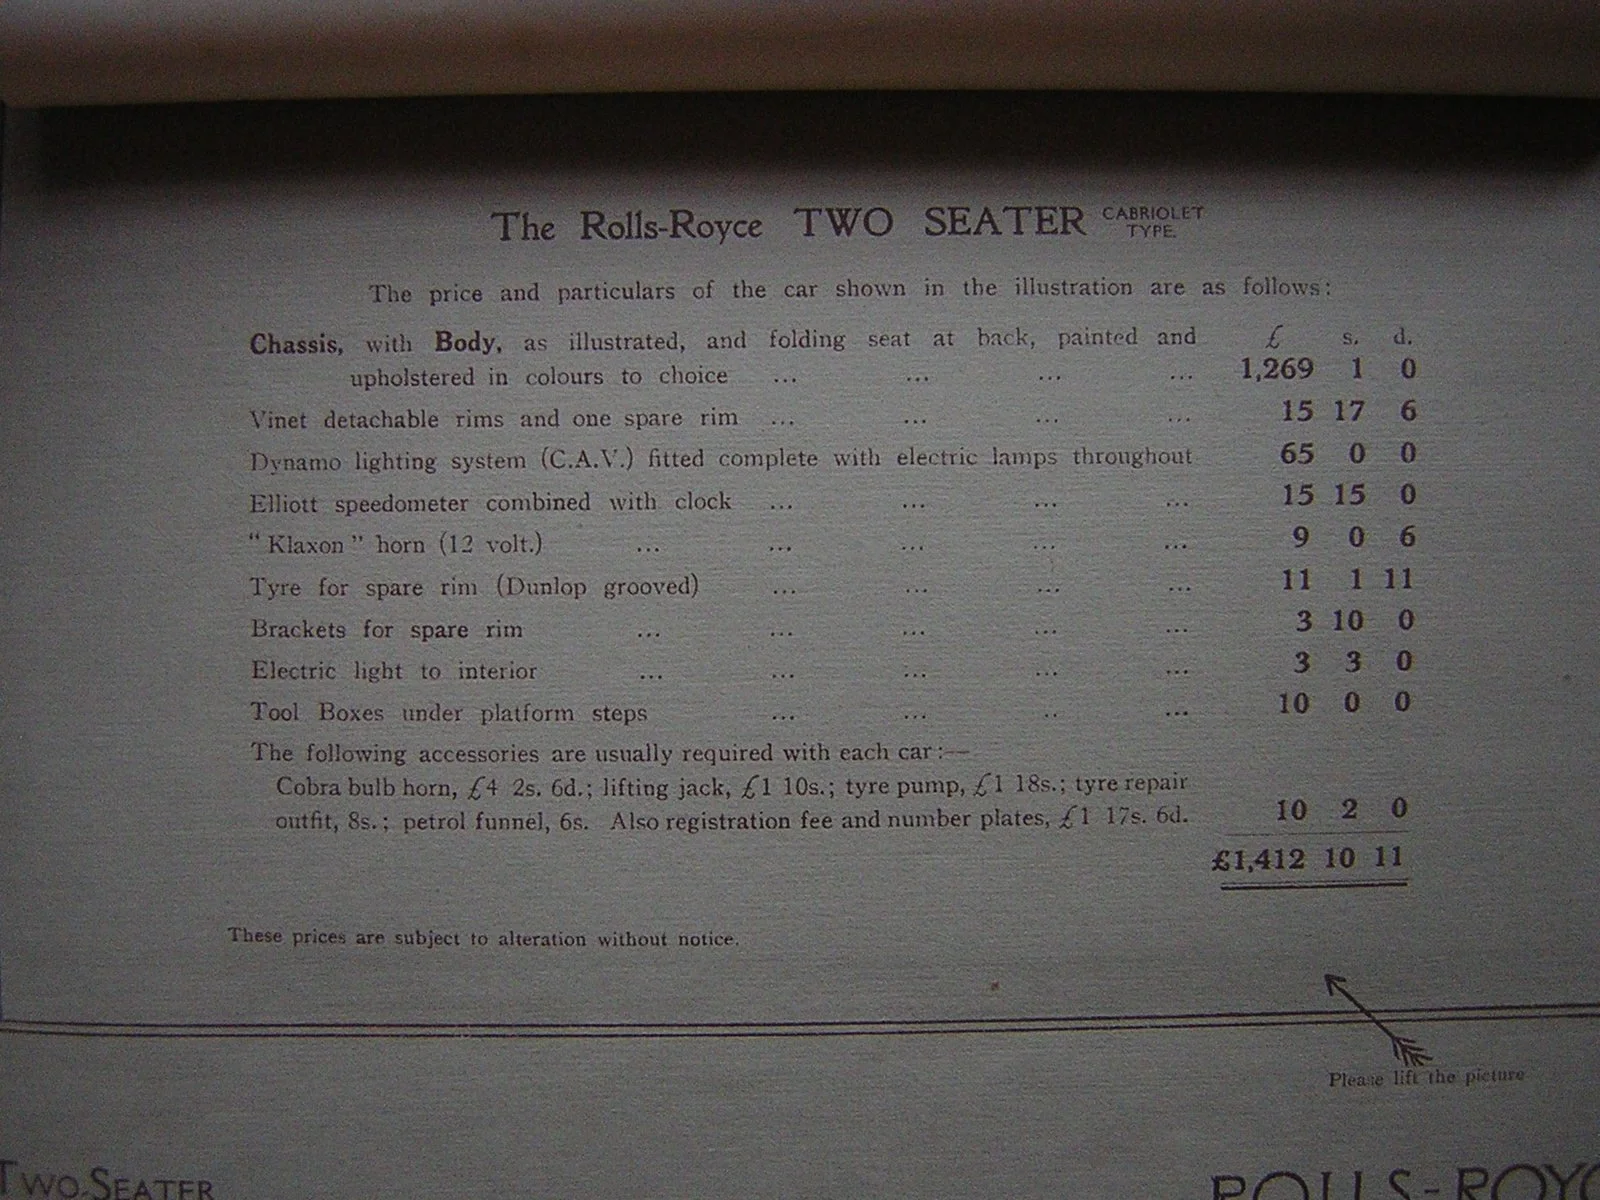 The Rolls-Royce TWO SEATER CABRIOLET TYPE.
The price and particulars of the car shown in the illustration are as follows:
£ s. d.
Chassis, with Body, as illustrated, and folding seat at back, painted and
upholstered in colours to choice ... ... ... ... 1,269 1 0
Vinet detachable rims and one spare rim ... ... ... ... 15 17 6
Dynamo lighting system (C.A.V.) fitted complete with electric lamps throughout 65 0 0
Elliott speedometer combined with clock ... ... ... ... 15 15 0
"Klaxon" horn (12 volt.) ... ... ... ... ... 9 0 6
Tyre for spare rim (Dunlop grooved) ... ... ... ... 11 1 11
Brackets for spare rim ... ... ... ... ... 3 10 0
Electric light to interior ... ... ... ... ... 3 3 0
Tool Boxes under platform steps ... ... .. ... 10 0 0
The following accessories are usually required with each car:—
Cobra bulb horn, £4 2s. 6d.; lifting jack, £1 10s.; tyre pump, £1 18s.; tyre repair
outfit, 8s.; petrol funnel, 6s. Also registration fee and number plates, £1 17s. 6d. 10 2 0
£1,412 10 11
These prices are subject to alteration without notice.
Please lift the picture
TWO SEATER
ROLLS-ROYC